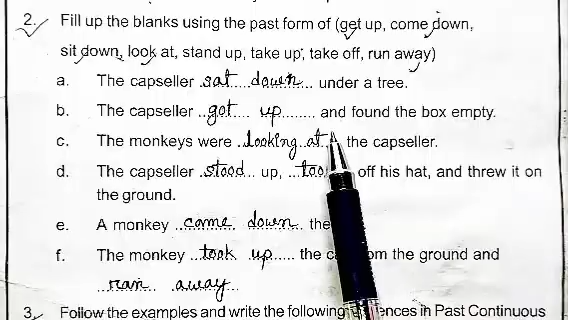 2. Fill up the blanks using the past form of (get up, come down,
sit down, look at, stand up, take up, take off, run away)
a. The capseller ..sat....down.... under a tree.
b. The capseller ..got.... up........ and found the box empty.
c. The monkeys were ..looking..at.. the capseller.
d. The capseller ..stood.... up, ...too off his hat, and threw it on
the ground.
e. A monkey ...came.... down.... the
f. The monkey ...took.. up...... the from the ground and
...ran.... away...
3. Follow the examples and write the following in Past Continuous